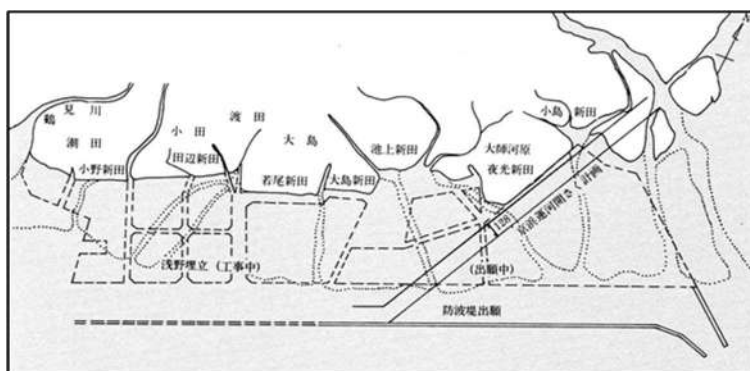 鶴見川
潮田
小野新田
小田
渡田
田辺新田
大島
若尾新田
大島新田
池上新田
大師河原
夜光新田
小島新田
京浜運河開さく計画
浅野埋立(工事中)
(出願中)
防波堤出願